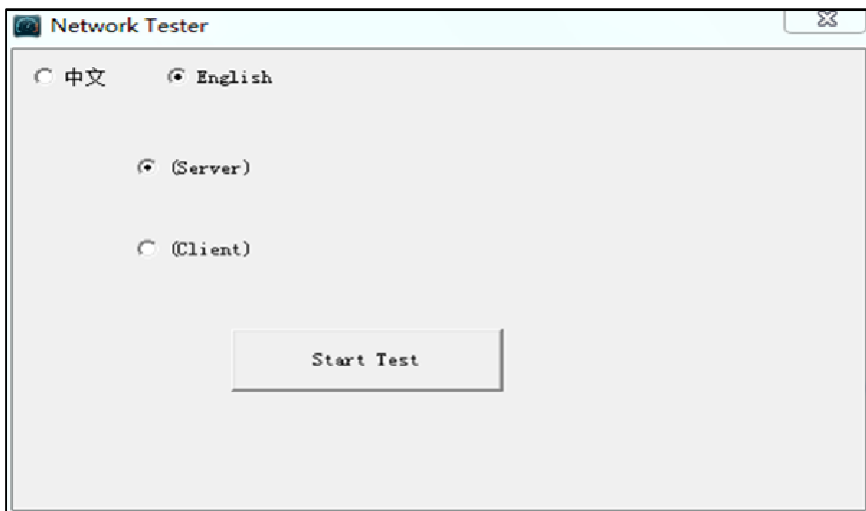 Network Tester
中文 English
(Server)
(Client)
Start Test